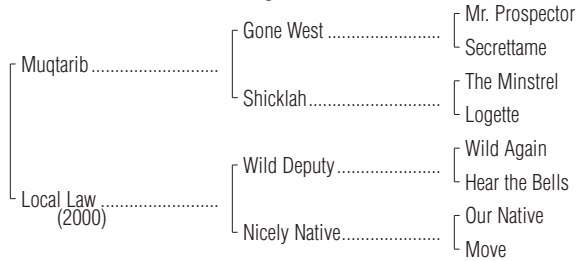 Mr. Prospector
Gone West
Secrettame
Muqtarib
The Minstrel
Shicklah
Logette
Wild Again
Wild Deputy
Hear the Bells
Local Law
(2000)
Our Native
Nicely Native
Move